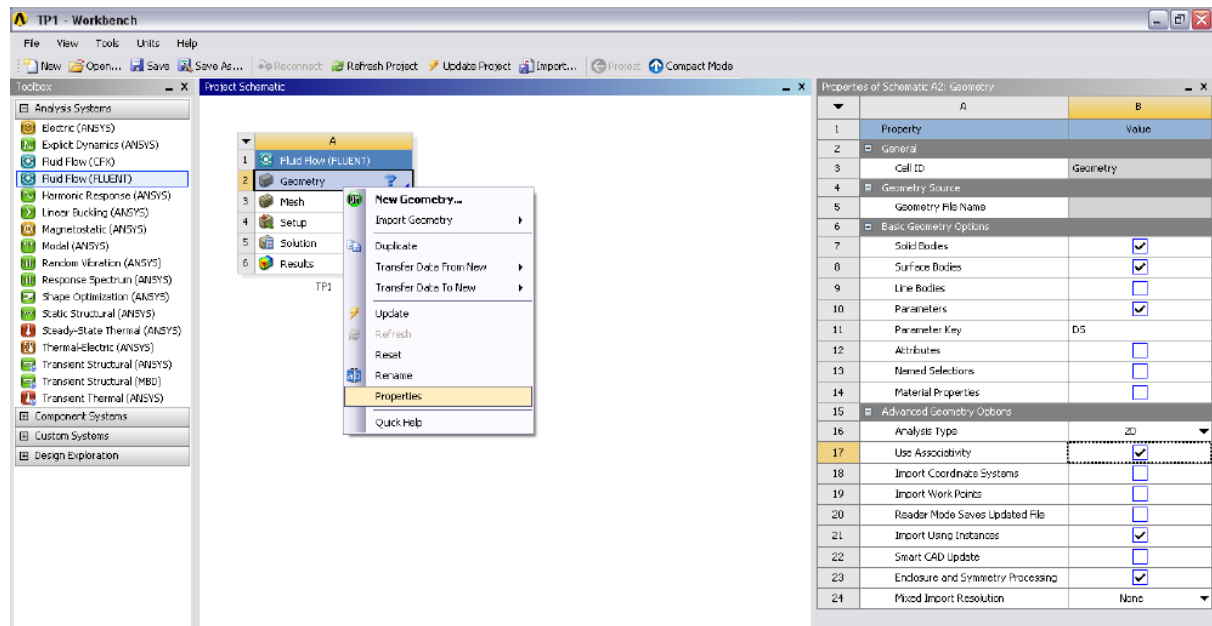 TP1 - Workbench
File View Tools Units Help
New Open... Save Save As... Reconnect Refresh Project Update Project Import... Project Compact Mode
Toolbox
Analysis Systems
Electric (ANSYS)
Explicit Dynamics (ANSYS)
Fluid Flow (CFX)
Fluid Flow (FLUENT)
Harmonic Response (ANSYS)
Linear Buckling (ANSYS)
Magnetostatic (ANSYS)
Modal (ANSYS)
Random Vibration (ANSYS)
Response Spectrum (ANSYS)
Shape Optimization (ANSYS)
Static Structural (ANSYS)
Steady-State Thermal (ANSYS)
Thermal-Electric (ANSYS)
Transient Structural (ANSYS)
Transient Structural (MBD)
Transient Thermal (ANSYS)
Component Systems
Custom Systems
Design Exploration
Project Schematic
A
1 Fluid Flow (FLUENT)
2 Geometry ?
3 Mesh
4 Setup
5 Solution
6 Results
TP1
New Geometry...
Import Geometry
Duplicate
Transfer Data From New
Transfer Data To New
Update
Refresh
Reset
Rename
Properties
Quick Help
Properties of Schematic A2: Geometry
A B
1 Property Value
2 General
3 Cell ID Geometry
4 Geometry Source
5 Geometry File Name
6 Basic Geometry Options
7 Solid Bodies
8 Surface Bodies
9 Line Bodies
10 Parameters
11 Parameter Key DS
12 Attributes
13 Named Selections
14 Material Properties
15 Advanced Geometry Options
16 Analysis Type 2D
17 Use Associativity
18 Import Coordinate Systems
19 Import Work Points
20 Reader Mode Saves Updated File
21 Import Using Instances
22 Smart CAD Update
23 Enclosure and Symmetry Processing
24 Mixed Import Resolution None